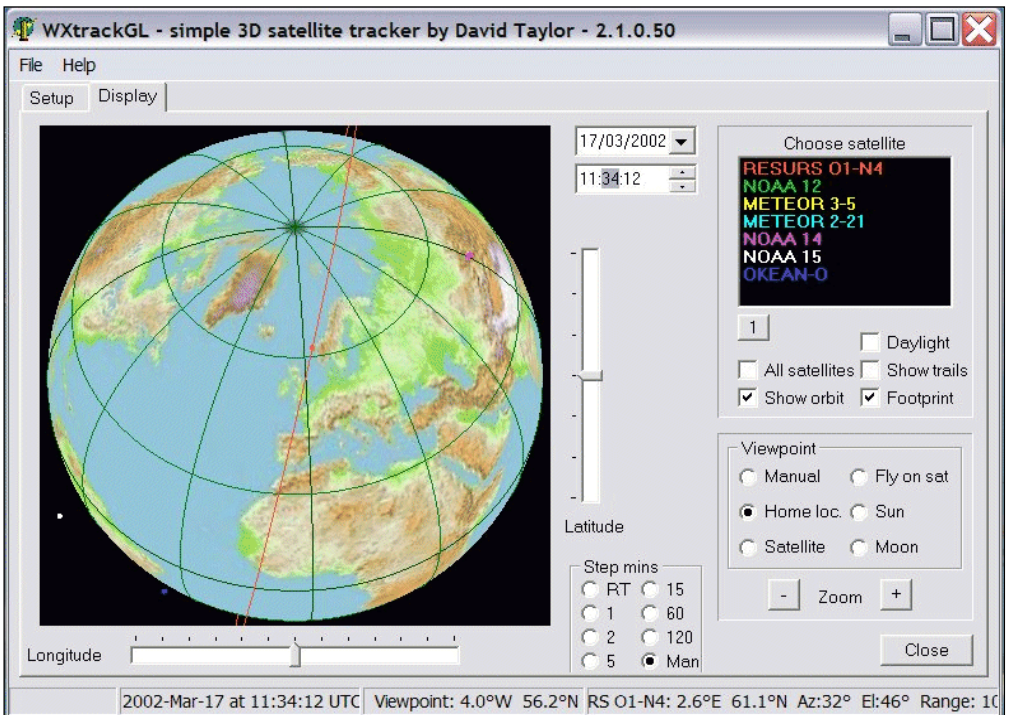 WXtrackGL - simple 3D satellite tracker by David Taylor - 2.1.0.50
File Help
Setup Display
17/03/2002
11:34:12
Choose satellite
RESURS O1-N4
NOAA 12
METEOR 3-5
METEOR 2-21
NOAA 14
NOAA 15
OKEAN-O
1
Daylight
All satellites Show trails
Show orbit Footprint
Latitude
Viewpoint
Manual Fly on sat
Home loc. Sun
Satellite Moon
- Zoom +
Step mins
RT 15
1 60
2 120
5 Man
Longitude
Close
2002-Mar-17 at 11:34:12 UTC Viewpoint: 4.0°W 56.2°N RS O1-N4: 2.6°E 61.1°N Az:32° El:46° Range: 10